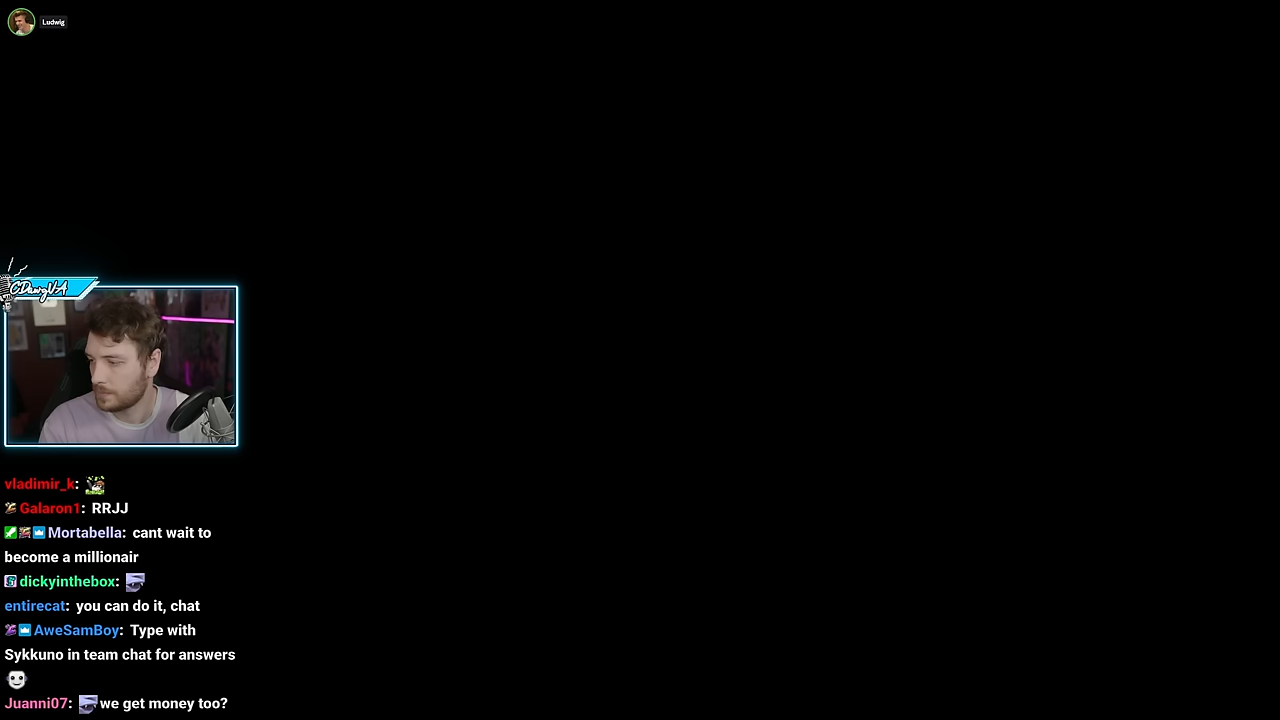 Ludwig
CDawgVA
vladimir_k:
Galaron1: RRJJ
Mortabella: cant wait to
become a millionair
dickyinthebox:
entirecat: you can do it, chat
AweSamBoy: Type with
Sykkuno in team chat for answers
Juanni07: we get money too?